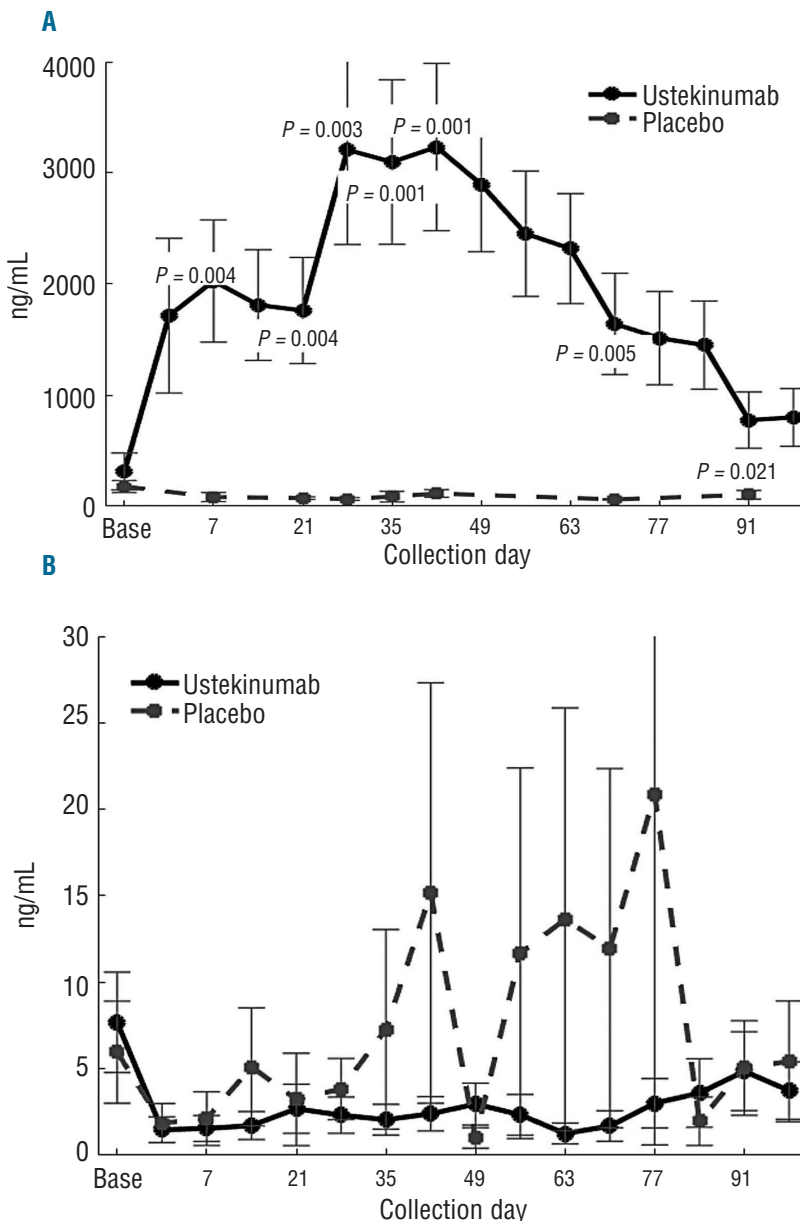 A
4000
3000
2000
1000
0
ng/mL
Ustekinumab
Placebo
P = 0.003
P = 0.001
P = 0.001
P = 0.004
P = 0.004
P = 0.005
P = 0.021
Base 7 21 35 49 63 77 91
Collection day
B
30
25
20
15
10
5
0
ng/mL
Ustekinumab
Placebo
Base 7 21 35 49 63 77 91
Collection day